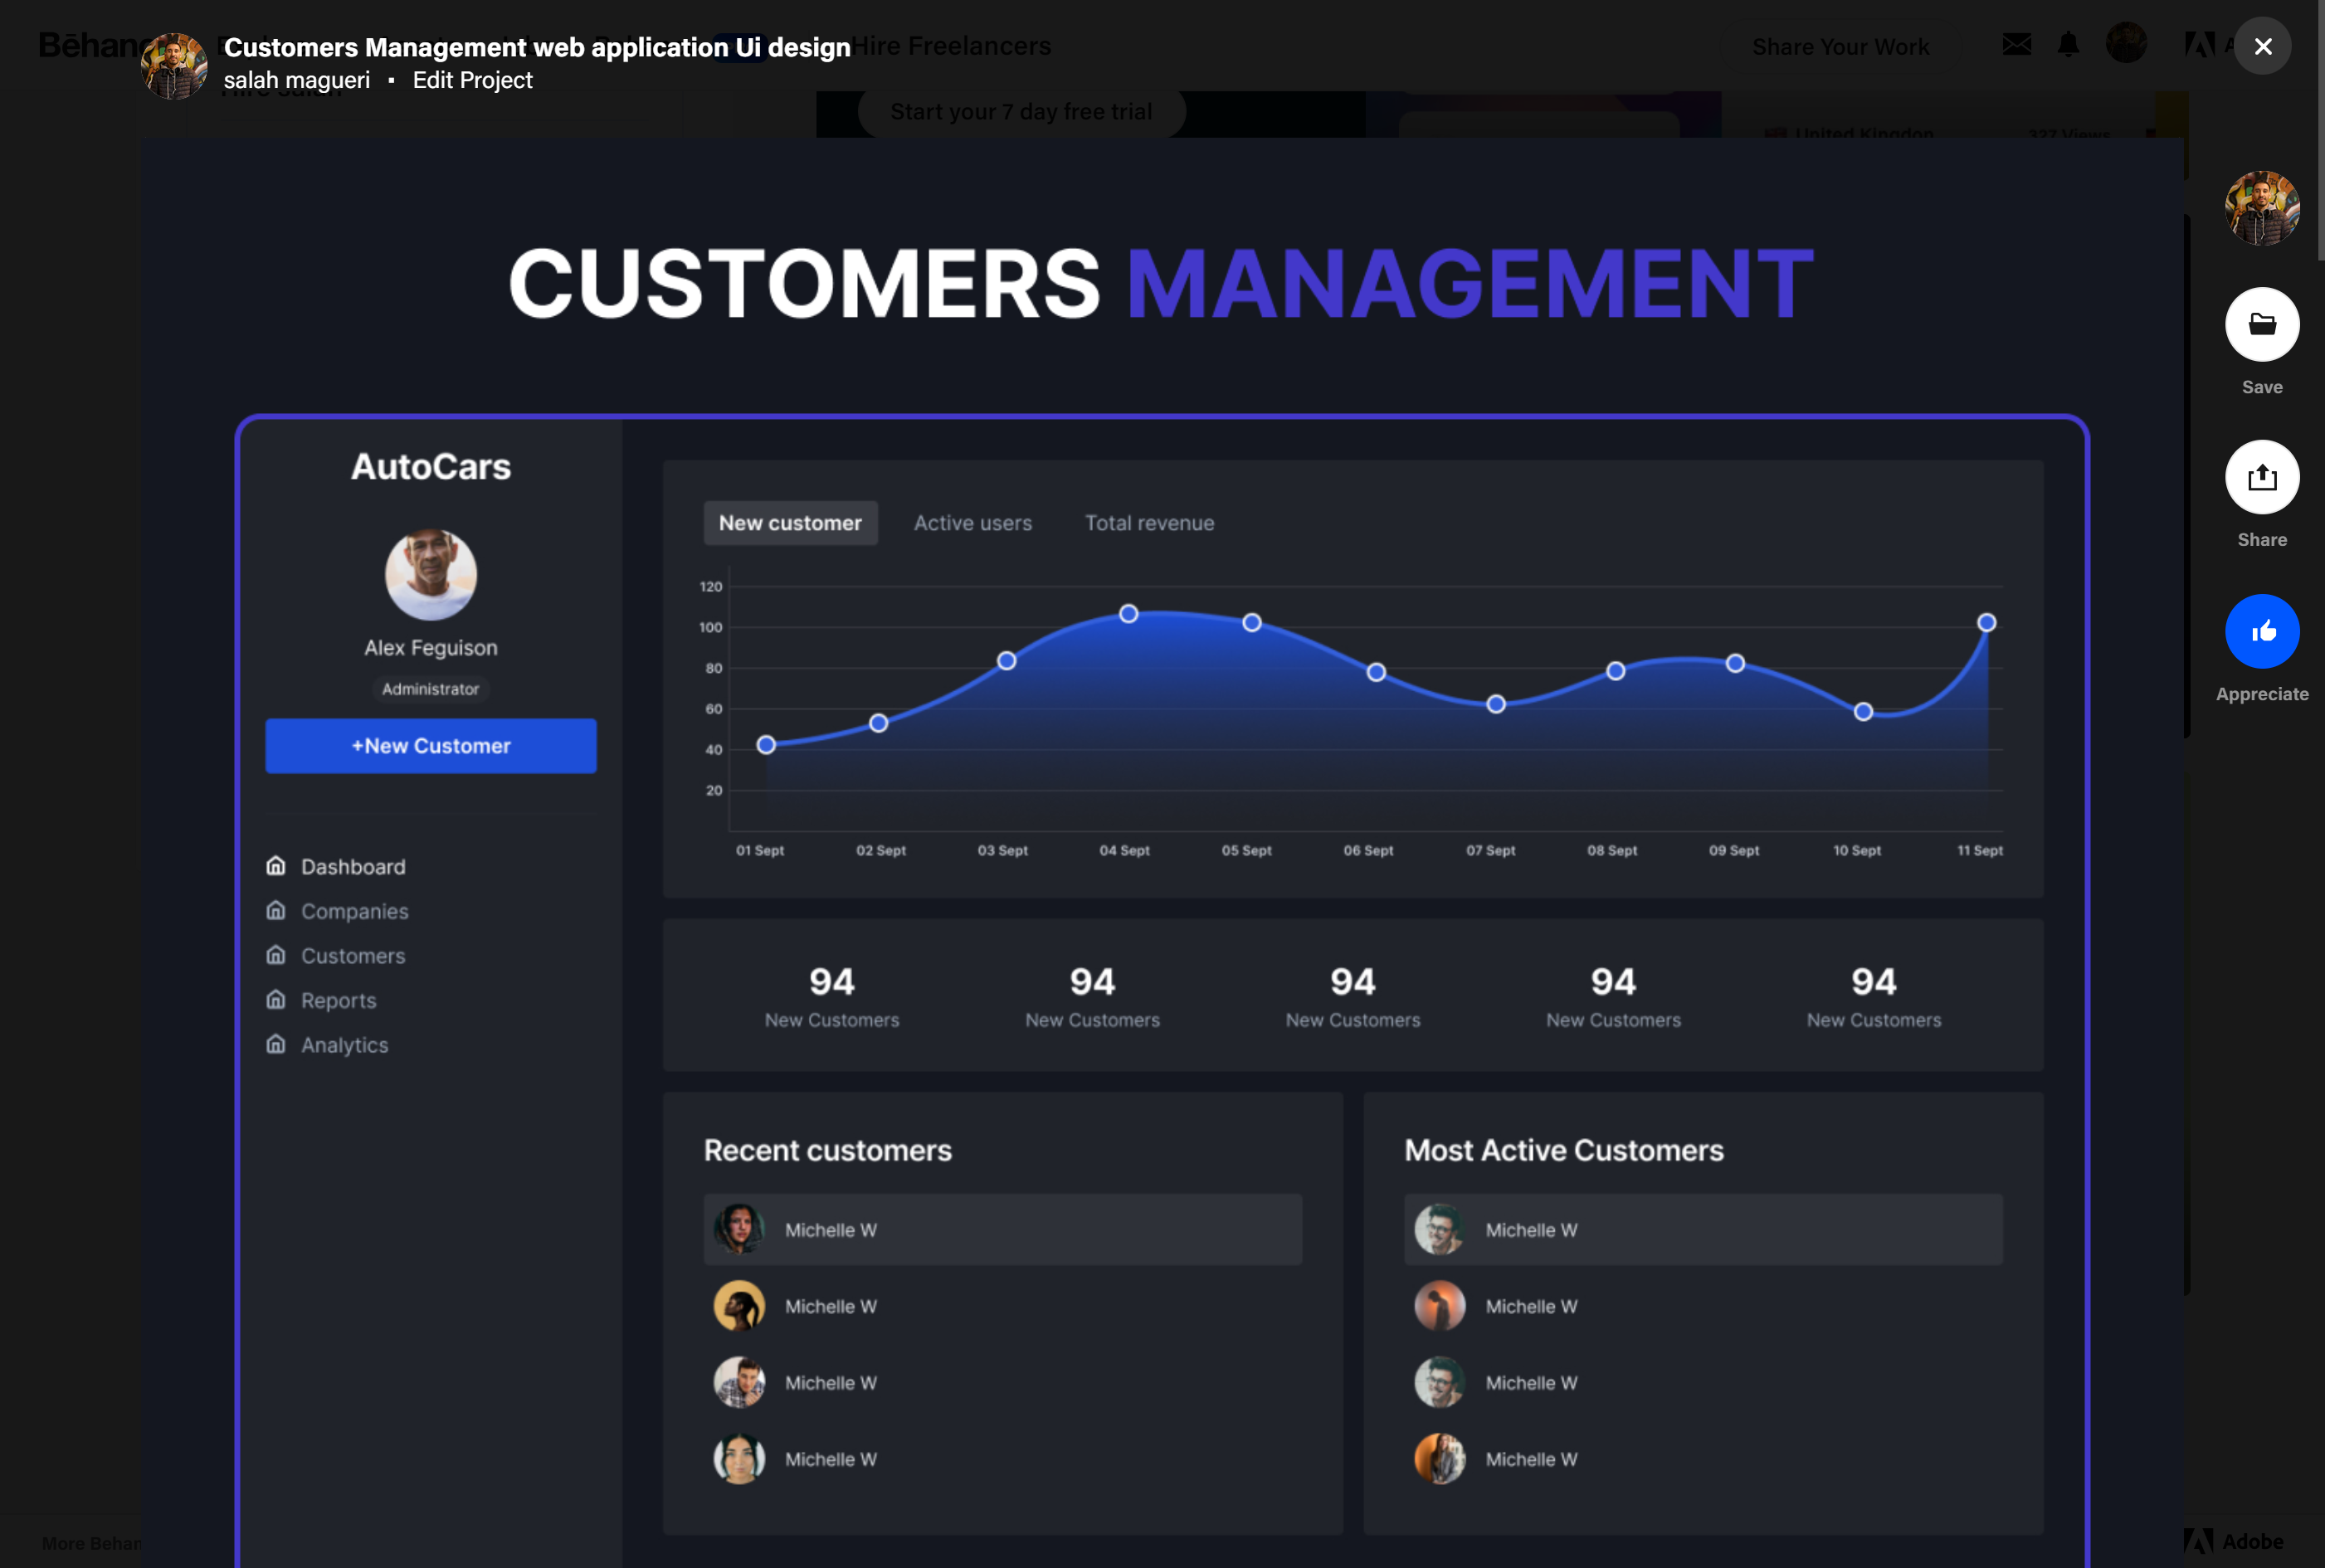 Customers Management web application Ui design
salah magueri • Edit Project
Hire Freelancers
Share Your Work
Start your 7 day free trial
United Kingdon
327 Views
CUSTOMERS MANAGEMENT
Save
Share
Appreciate
AutoCars
Alex Feguison
Administrator
+New Customer
Dashboard
Companies
Customers
Reports
Analytics
New customer Active users Total revenue
120
100
80
60
40
20
01 Sept 02 Sept 03 Sept 04 Sept 05 Sept 06 Sept 07 Sept 08 Sept 09 Sept 10 Sept 11 Sept
94 94 94 94 94
New Customers New Customers New Customers New Customers New Customers
Recent customers
Michelle W
Michelle W
Michelle W
Michelle W
Most Active Customers
Michelle W
Michelle W
Michelle W
Michelle W
More Behan
Adobe